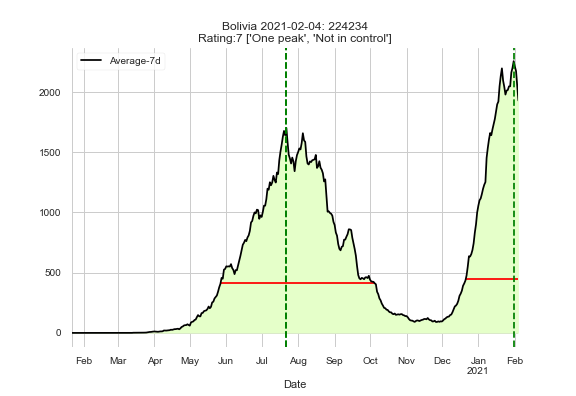 Bolivia 2021-02-04: 224234
Rating:7 ['One peak', 'Not in control']
Average-7d
2000
1500
1000
500
0
Feb Mar Apr May Jun Jul Aug Sep Oct Nov Dec Jan Feb
2021
Date